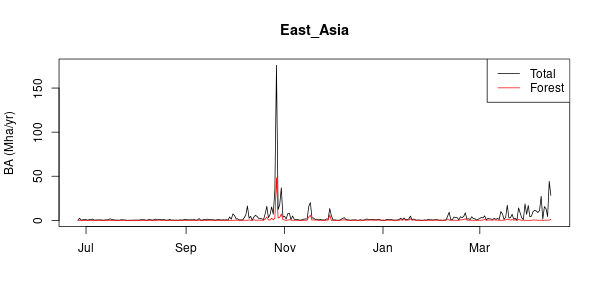 East_Asia
BA (Mha/yr)
150
100
50
0
Total
Forest
Jul Sep Nov Jan Mar